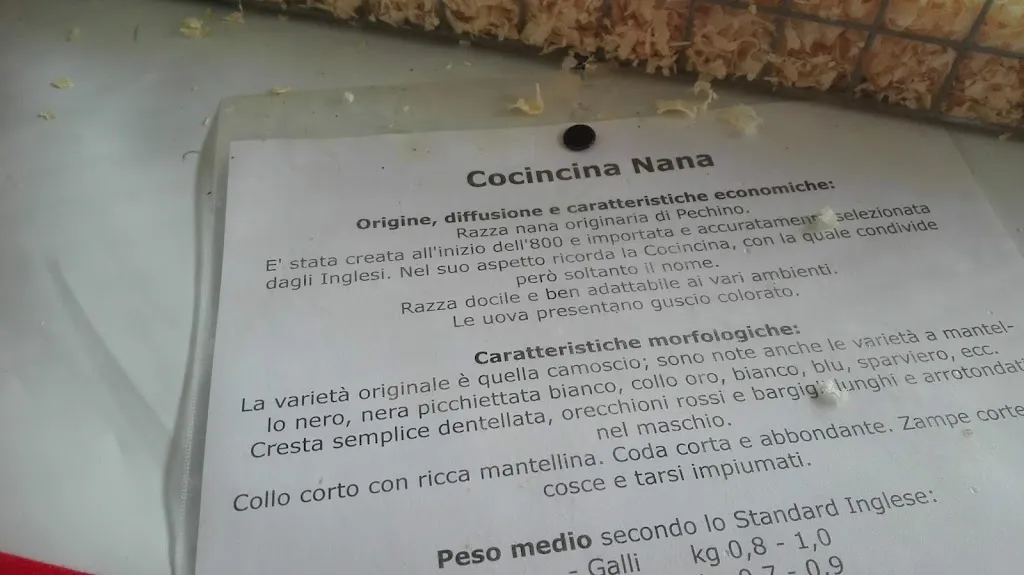 Cocincina Nana
Origine, diffusione e caratteristiche economiche:
Razza nana originaria di Pechino.
E' stata creata all'inizio dell'800 e importata e accuratamente selezionata
dagli Inglesi. Nel suo aspetto ricorda la Cocincina, con la quale condivide
però soltanto il nome.
Razza docile e ben adattabile ai vari ambienti.
Le uova presentano guscio colorato.
Caratteristiche morfologiche:
La varietà originale è quella camoscio; sono note anche le varietà a mantel-
lo nero, nera picchiettata bianco, collo oro, bianco, blu, sparviero, ecc.
Cresta semplice dentellata, orecchioni rossi e bargigli lunghi e arrotondati
nel maschio.
Collo corto con ricca mantellina. Coda corta e abbondante. Zampe corte
cosce e tarsi impiumati.
Peso medio secondo lo Standard Inglese:
- Galli kg 0,8 - 1,0
0,7 - 0,9